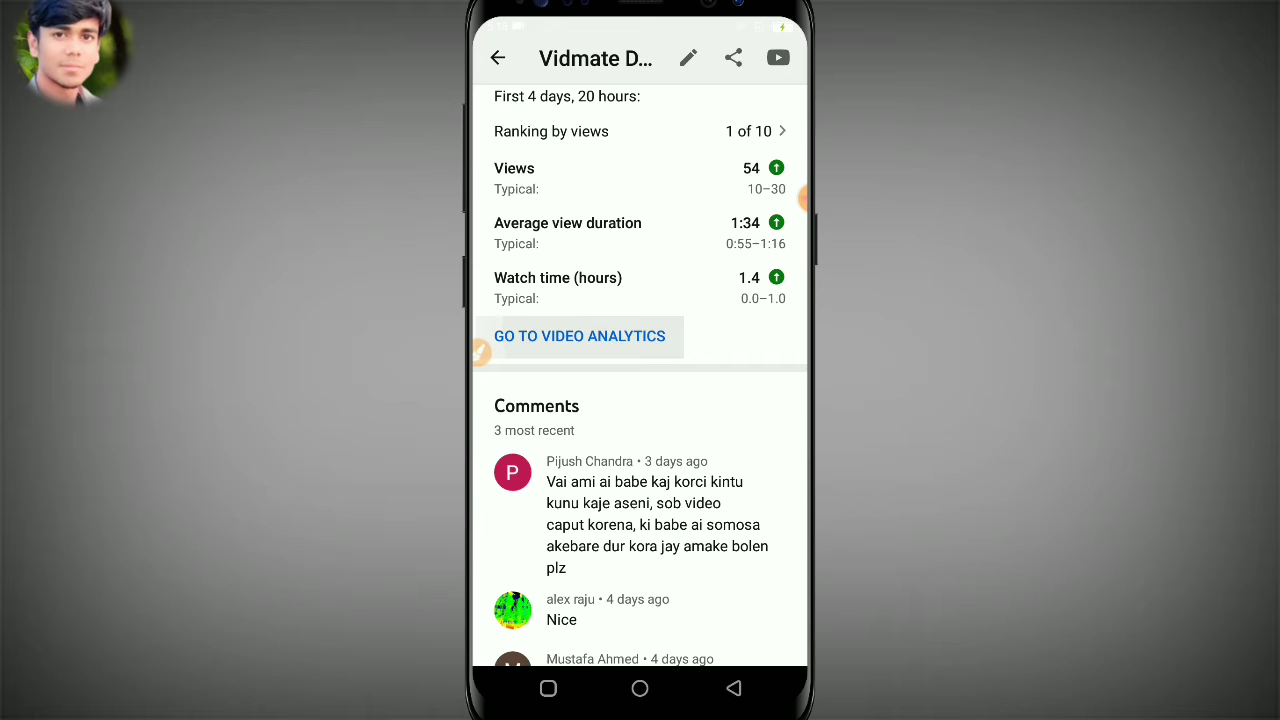 Vidmate D...
First 4 days, 20 hours:
Ranking by views 1 of 10
Views 54
Typical: 10–30
Average view duration 1:34
Typical: 0:55–1:16
Watch time (hours) 1.4
Typical: 0.0–1.0
GO TO VIDEO ANALYTICS
Comments
3 most recent
P
Pijush Chandra • 3 days ago
Vai ami ai babe kaj korci kintu
kunu kaje aseni, sob video
caput korena, ki babe ai somosa
akebare dur kora jay amake bolen
plz
alex raju • 4 days ago
Nice
Mustafa Ahmed • 4 days ago